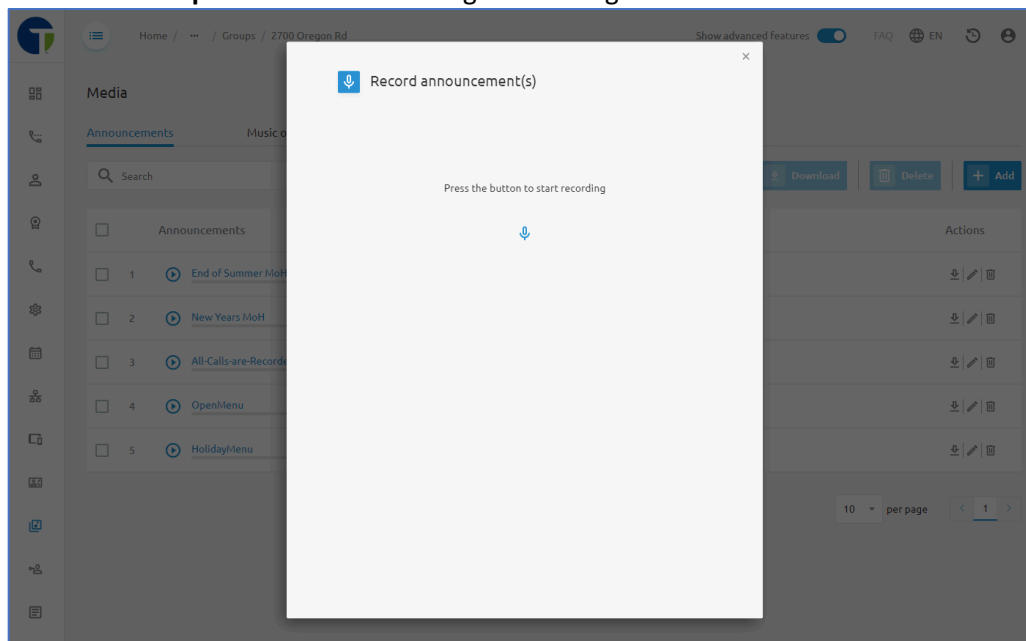 Home / ··· / Groups / 2700 Oregon Rd
Show advanced features
FAQ
EN
Record announcement(s)
Media
Announcements
Music o
Search
Download
Delete
+ Add
Press the button to start recording
Announcements
Actions
1 End of Summer MoH
2 New Years MoH
3 All-Calls-are-Recorde
4 OpenMenu
5 HolidayMenu
10 per page < 1 >